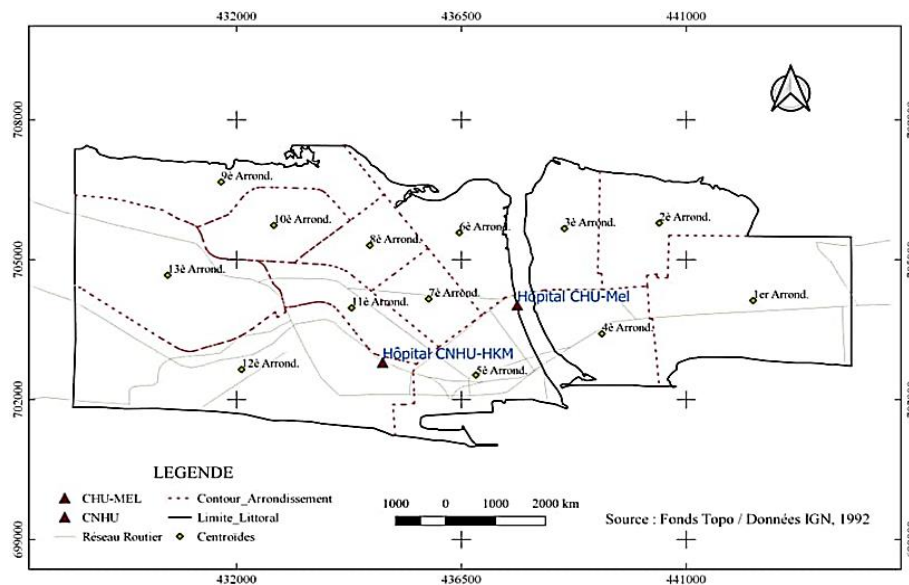 432000 436500 441000
708000
9è Arrond.
10è Arrond.
6è Arrond.
3è Arrond.
2è Arrond.
8è Arrond.
705000
13è Arrond.
11è Arrond.
7è Arrond.
Hôpital CHU-Mel
1er Arrond.
4è Arrond.
Hôpital CNHU-HKM
12è Arrond.
5è Arrond.
702000
LEGENDE
CHU-MEL
CNHU
Réseau Routier
Contour_Arrondissement
Limite_Littoral
Centroïdes
1000 0 1000 2000 km
Source : Fonds Topo / Données IGN, 1992
699000
432000 436500 441000